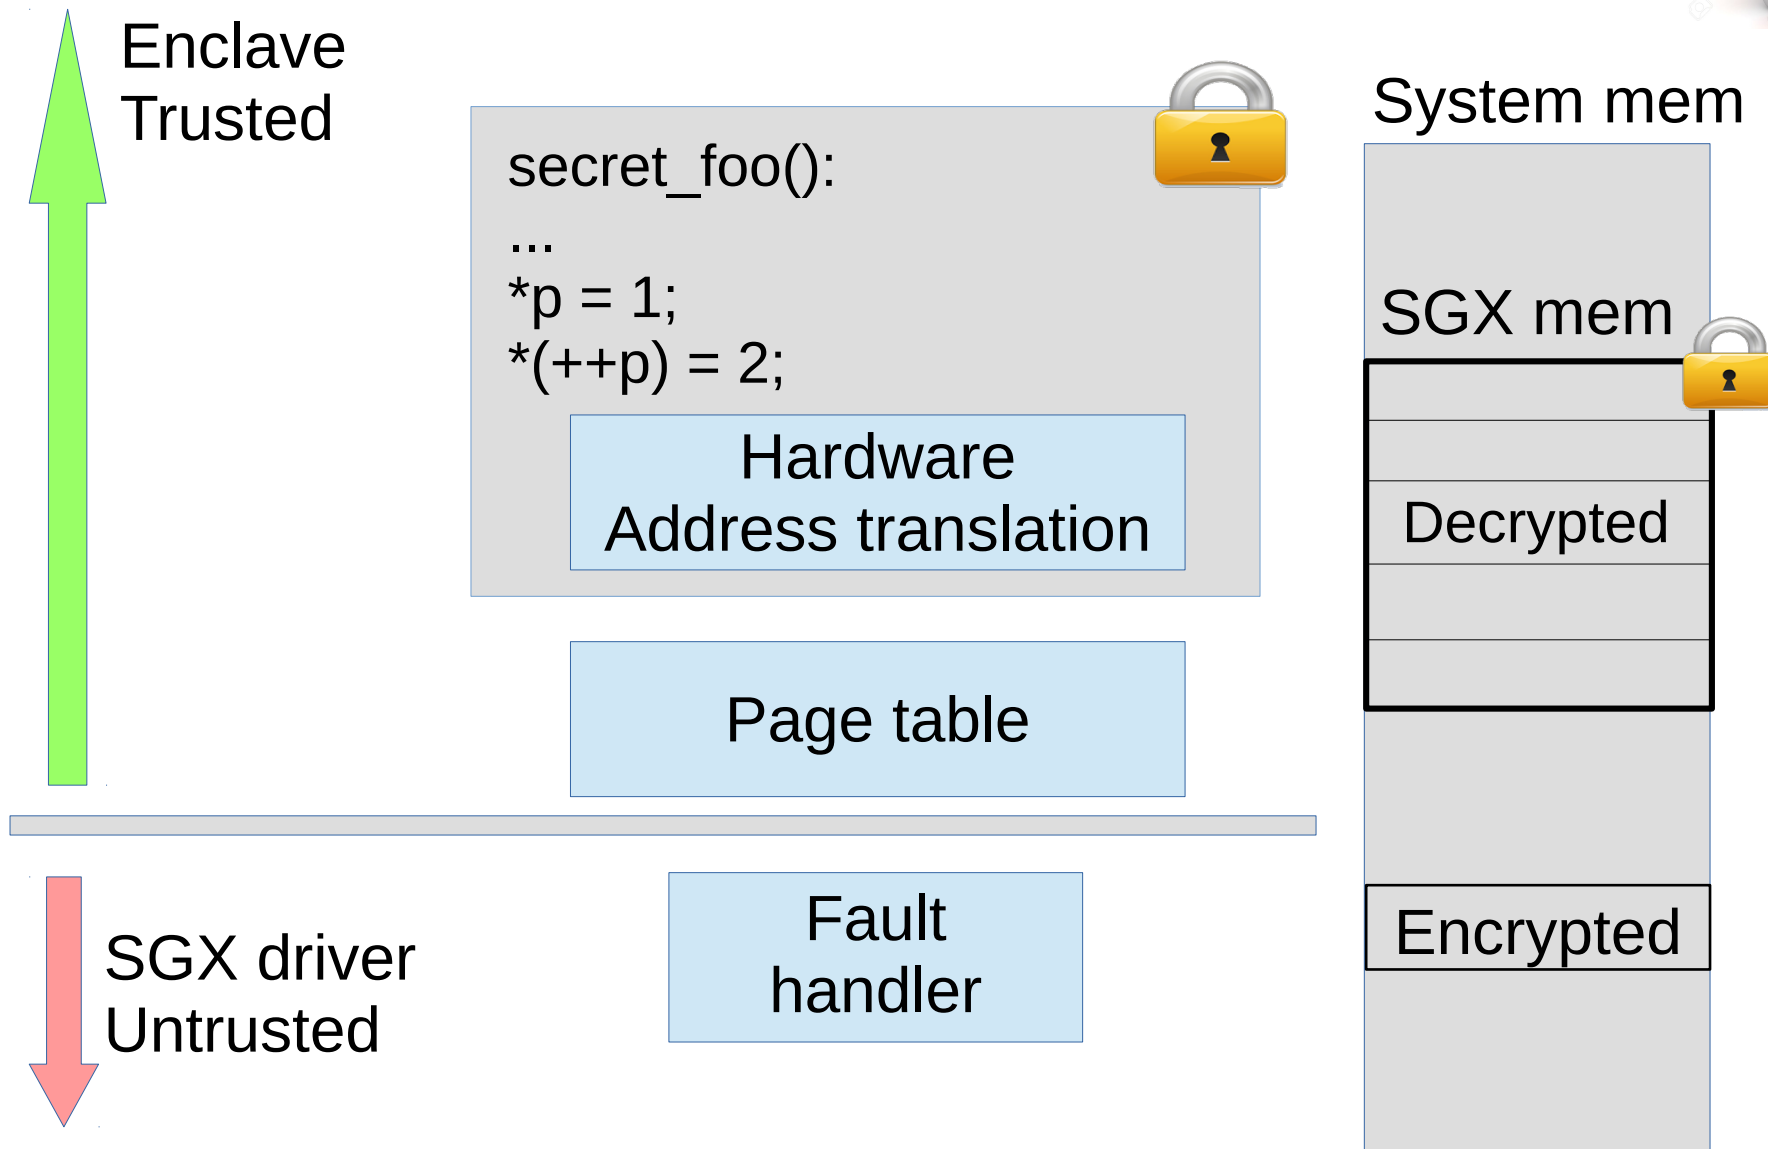 Enclave
Trusted
secret_foo():
...
*p = 1;
*(++p) = 2;
Hardware
Address translation
Page table
SGX driver
Untrusted
Fault
handler
System mem
SGX mem
Decrypted
Encrypted